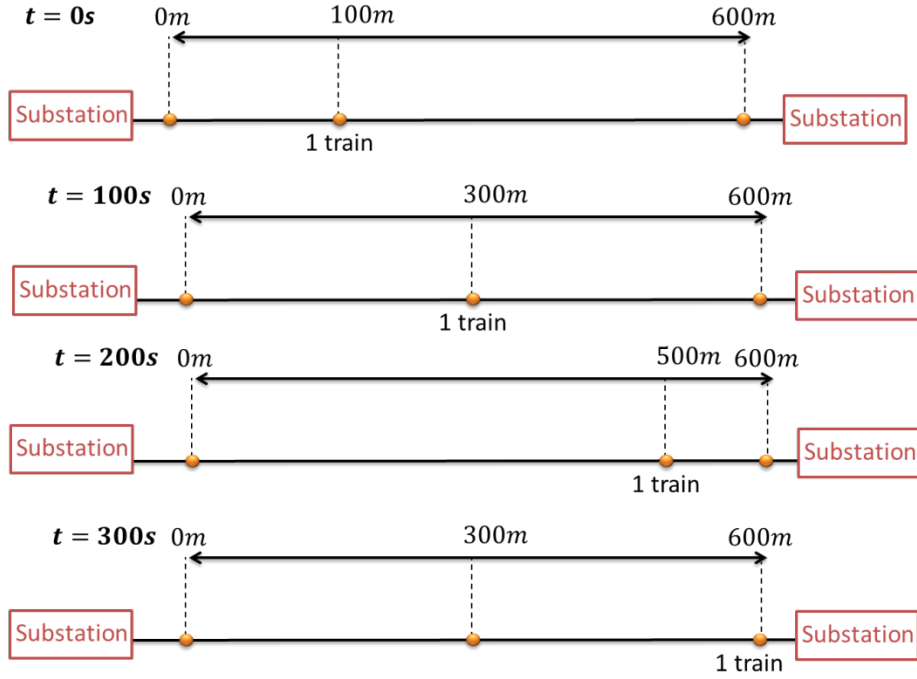 t = 0s 0m 100m 600m
Substation Substation
1 train
t = 100s 0m 300m 600m
Substation Substation
1 train
t = 200s 0m 500m 600m
Substation Substation
1 train
t = 300s 0m 300m 600m
Substation Substation
1 train